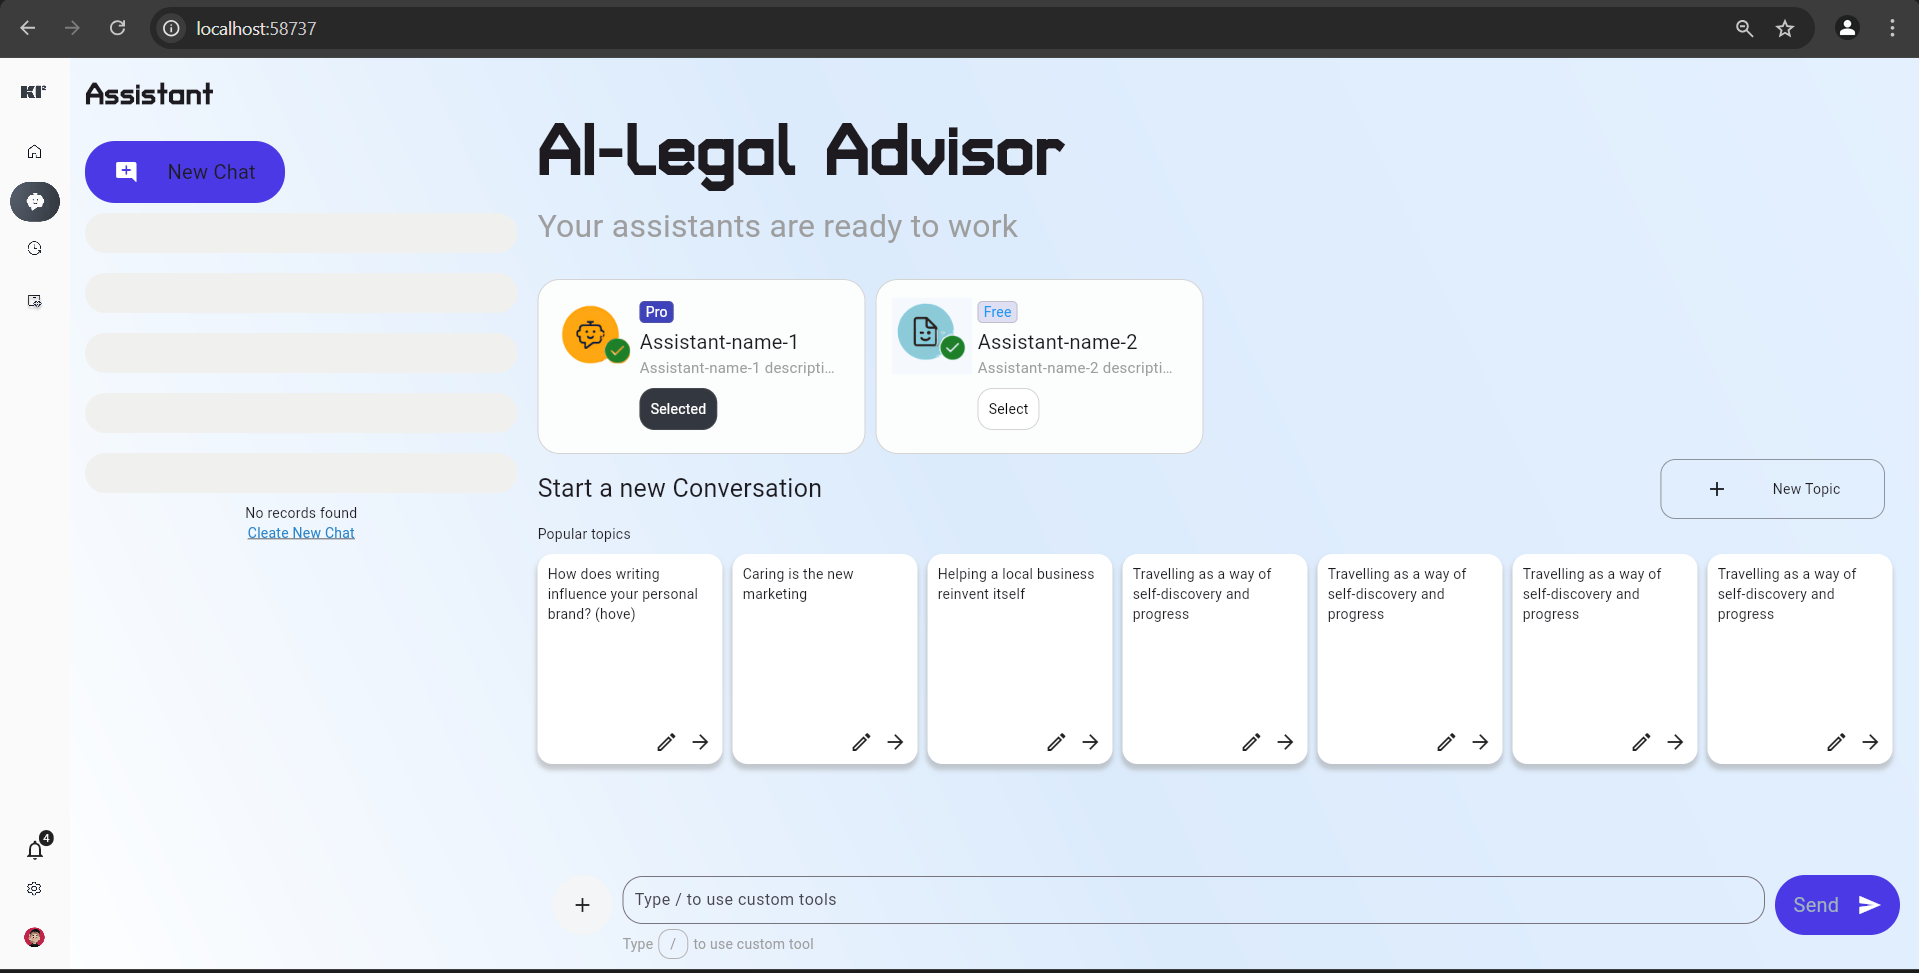 localhost:58737
KI²
Assistant
New Chat
No records found
Cleate New Chat
AI-Legal Advisor
Your assistants are ready to work
Pro
Assistant-name-1
Assistant-name-1 descripti...
Selected
Free
Assistant-name-2
Assistant-name-2 descripti...
Select
Start a new Conversation
New Topic
Popular topics
How does writing
influence your personal
brand? (hove)
Caring is the new
marketing
Helping a local business
reinvent itself
Travelling as a way of
self-discovery and
progress
Travelling as a way of
self-discovery and
progress
Travelling as a way of
self-discovery and
progress
Travelling as a way of
self-discovery and
progress
4
Type / to use custom tools
Send
Type / to use custom tool